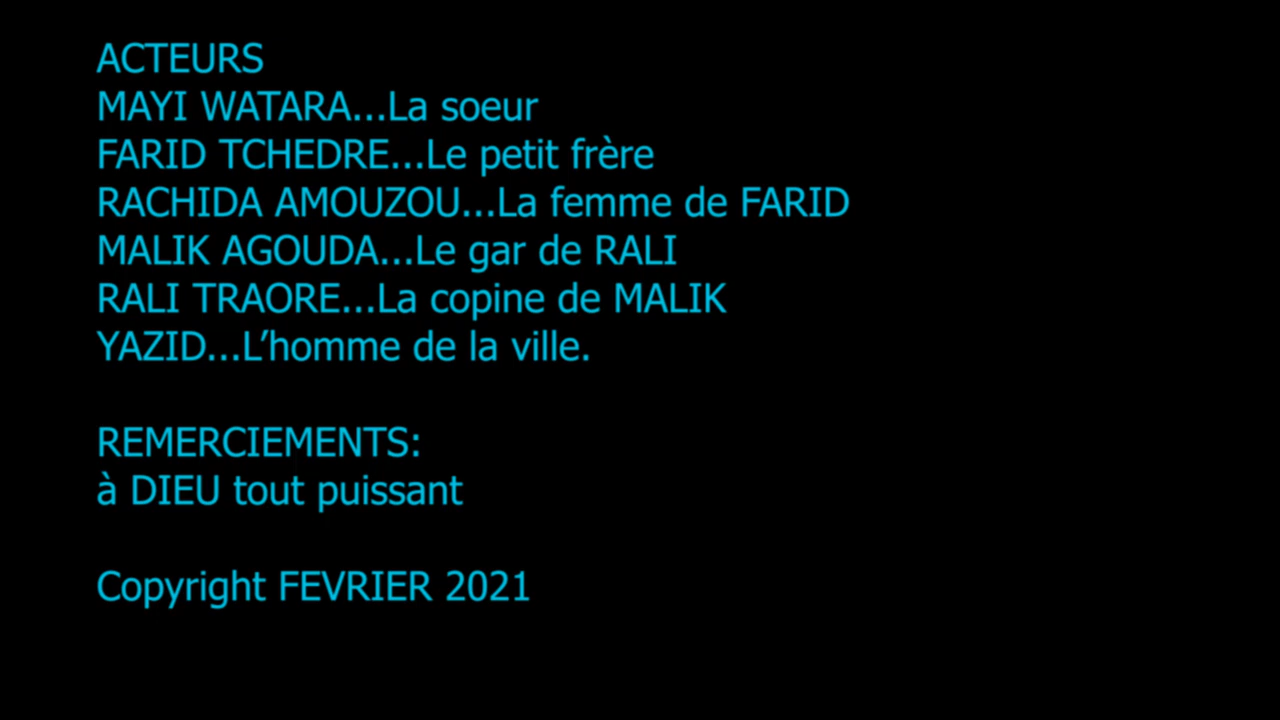 ACTEURS
MAYI WATARA...La soeur
FARID TCHEDRE...Le petit frère
RACHIDA AMOUZOU...La femme de FARID
MALIK AGOUDA...Le gar de RALI
RALI TRAORE...La copine de MALIK
YAZID...L’homme de la ville.
REMERCIEMENTS:
à DIEU tout puissant
Copyright FEVRIER 2021